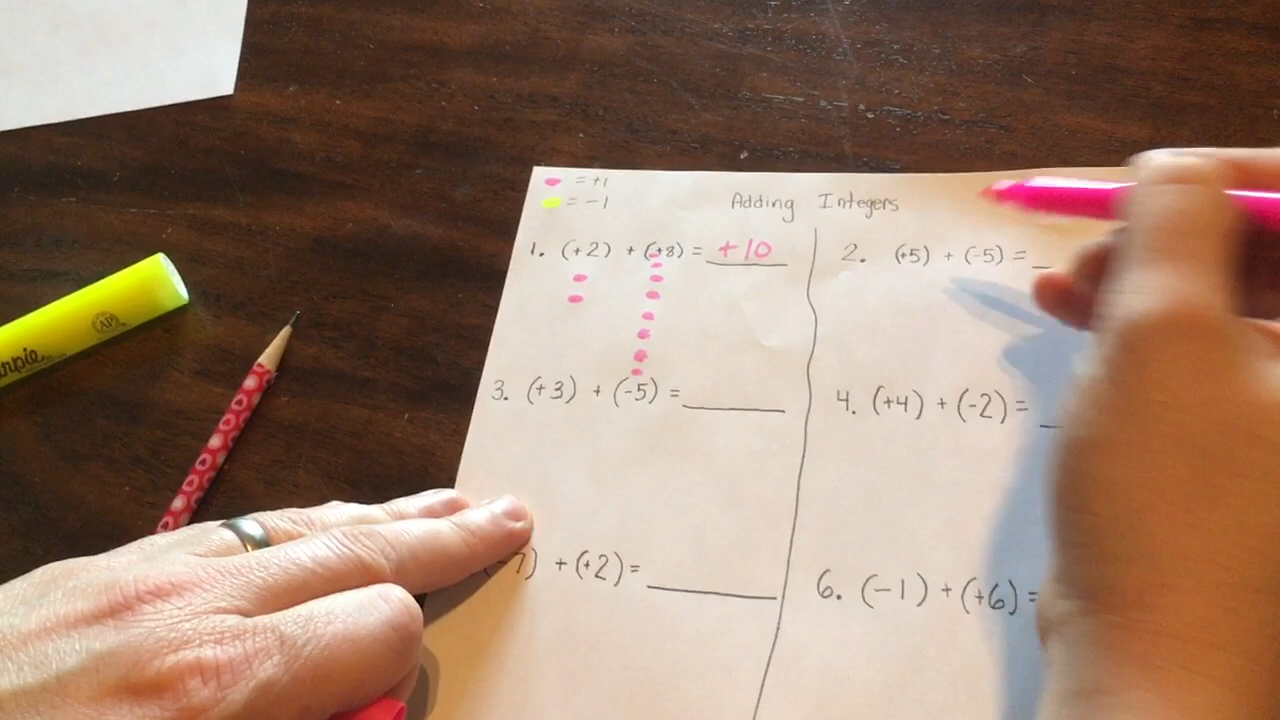 = +1
= -1
Adding Integers
1. (+2) + (+8) = +10
2. (+5) + (-5) =
3. (+3) + (-5) =
4. (+4) + (-2) =
-7) + (+2) =
6. (-1) + (+6) =
AP